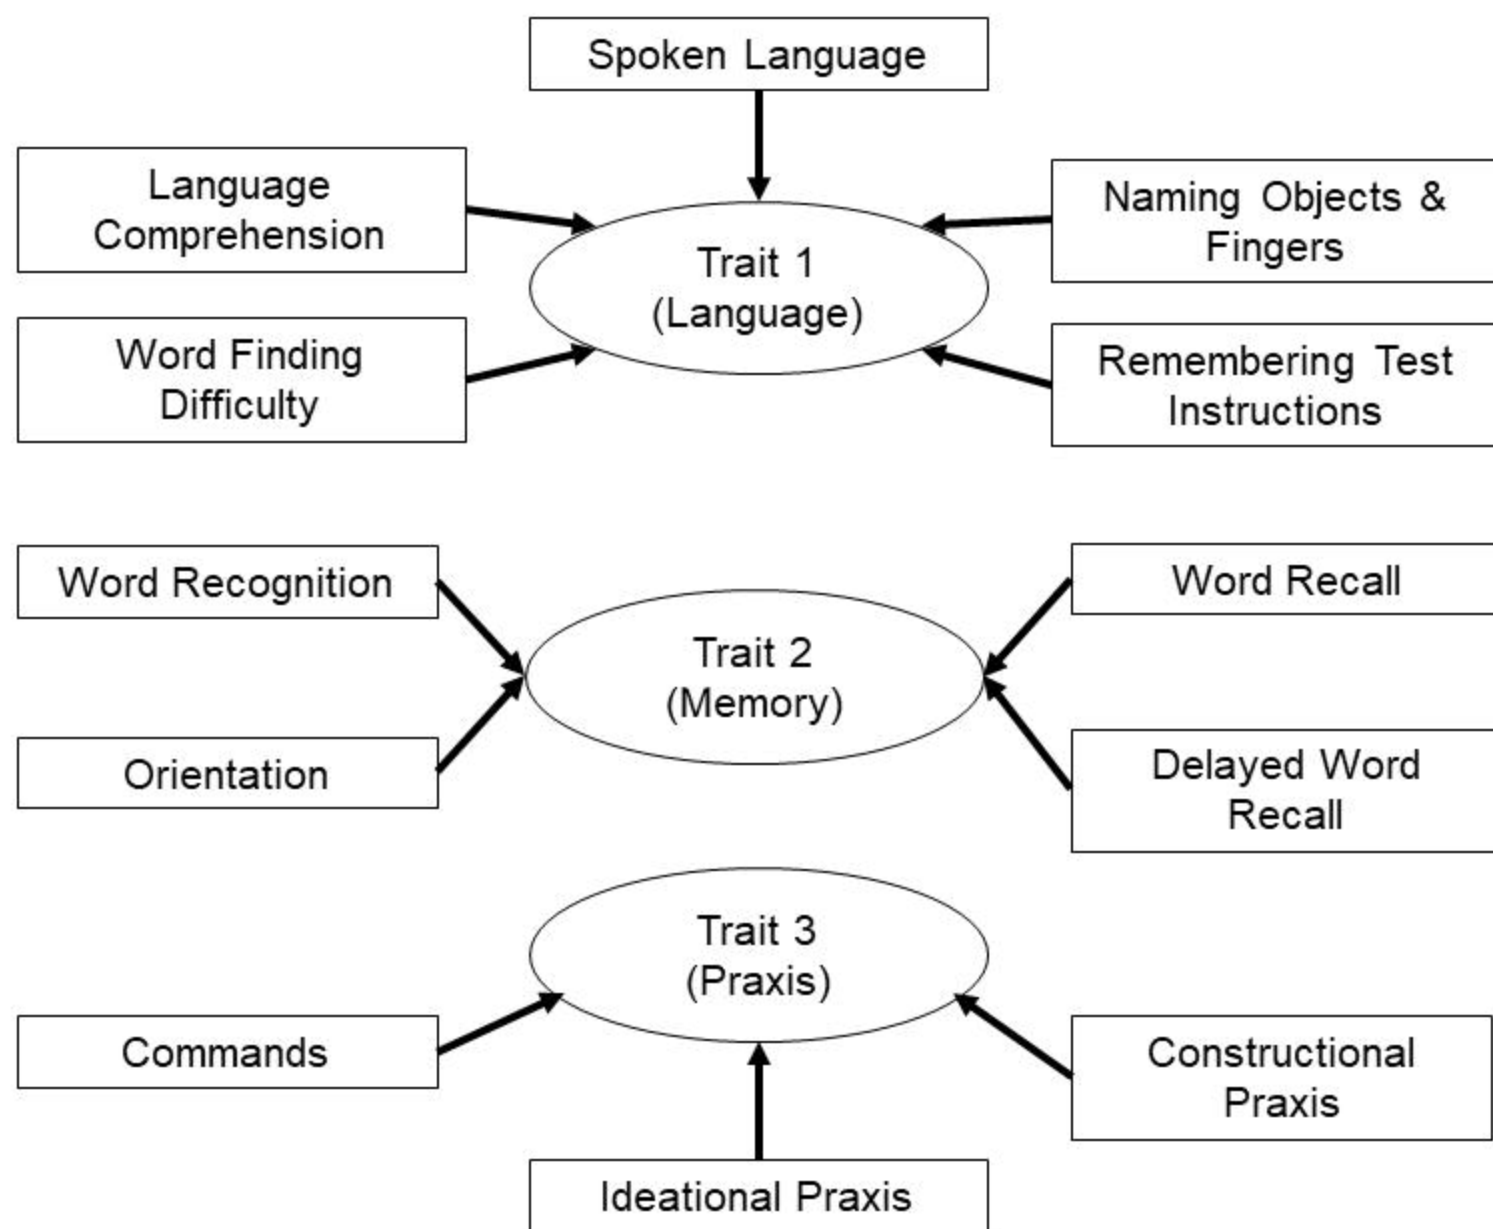 Spoken Language
Language
Comprehension
Naming Objects &
Fingers
Trait 1
(Language)
Word Finding
Difficulty
Remembering Test
Instructions
Word Recognition
Word Recall
Trait 2
(Memory)
Orientation
Delayed Word
Recall
Trait 3
(Praxis)
Commands
Constructional
Praxis
Ideational Praxis